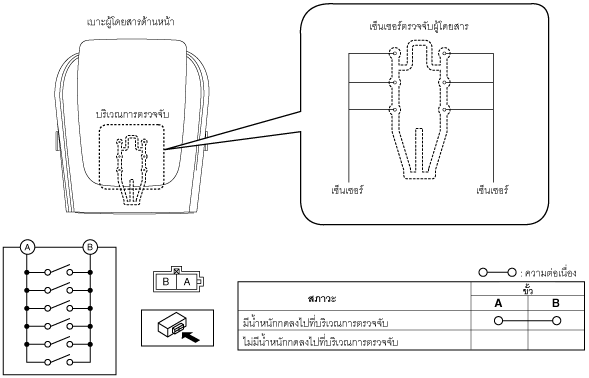 เบาะผู้โดยสารด้านหน้า
เซ็นเซอร์ตรวจจับผู้โดยสาร
บริเวณการตรวจจับ
เซ็นเซอร์
เซ็นเซอร์
A
B
B A
: ความต่อเนื่อง
สภาวะ
ขั้ว
A
B
มีน้ำหนักกดลงไปที่บริเวณการตรวจจับ
ไม่มีน้ำหนักกดลงไปที่บริเวณการตรวจจับ